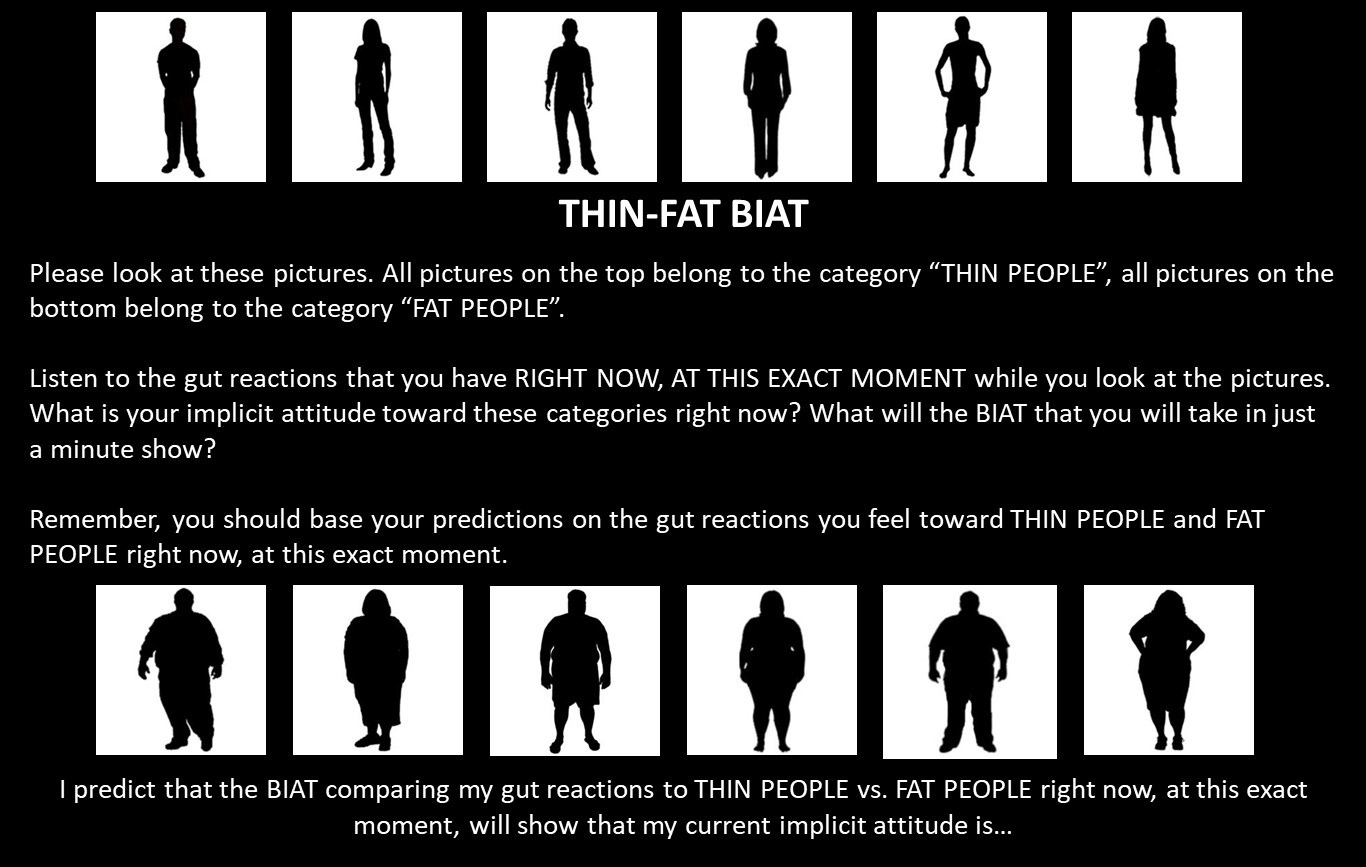 THIN-FAT BIAT
Please look at these pictures. All pictures on the top belong to the category “THIN PEOPLE”, all pictures on the
bottom belong to the category “FAT PEOPLE”.
Listen to the gut reactions that you have RIGHT NOW, AT THIS EXACT MOMENT while you look at the pictures.
What is your implicit attitude toward these categories right now? What will the BIAT that you will take in just
a minute show?
Remember, you should base your predictions on the gut reactions you feel toward THIN PEOPLE and FAT
PEOPLE right now, at this exact moment.
I predict that the BIAT comparing my gut reactions to THIN PEOPLE vs. FAT PEOPLE right now, at this exact
moment, will show that my current implicit attitude is…